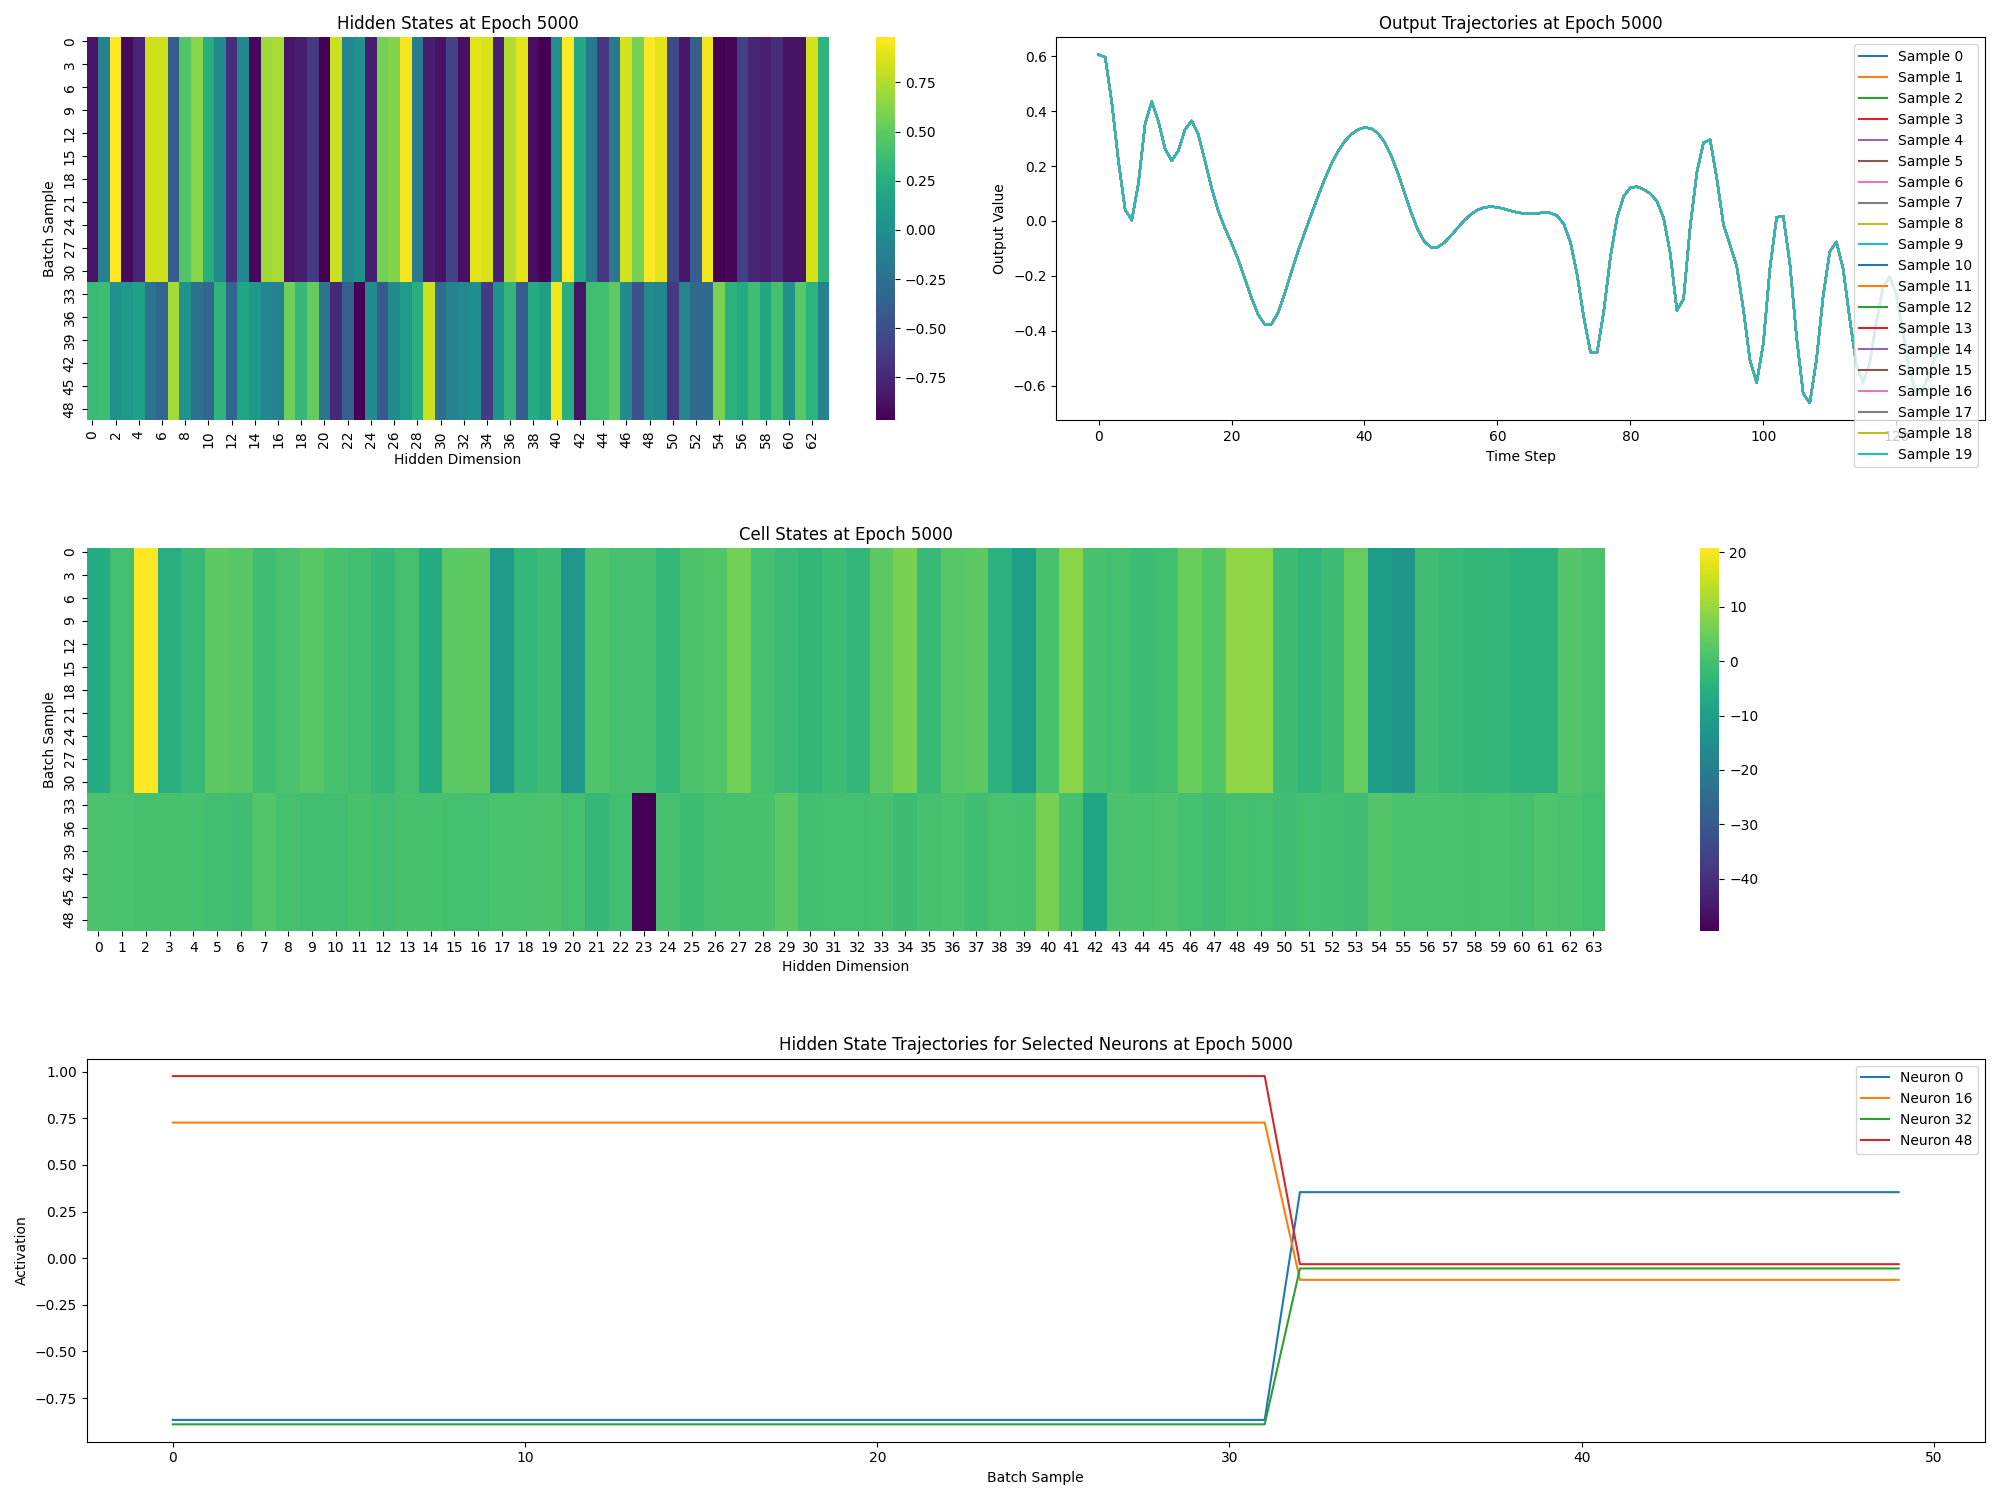 Hidden States at Epoch 5000
0
3
6
9
12
15
18
21
24
27
30
33
36
39
42
45
48
Batch Sample
0 2 4 6 8 10 12 14 16 18 20 22 24 26 28 30 32 34 36 38 40 42 44 46 48 50 52 54 56 58 60 62
Hidden Dimension
0.75
0.50
0.25
0.00
−0.25
−0.50
−0.75
Output Trajectories at Epoch 5000
0.6
0.4
0.2
0.0
−0.2
−0.4
−0.6
Output Value
0 20 40 60 80 100 120
Time Step
Sample 0
Sample 1
Sample 2
Sample 3
Sample 4
Sample 5
Sample 6
Sample 7
Sample 8
Sample 9
Sample 10
Sample 11
Sample 12
Sample 13
Sample 14
Sample 15
Sample 16
Sample 17
Sample 18
Sample 19
Cell States at Epoch 5000
0
3
6
9
12
15
18
21
24
27
30
33
36
39
42
45
48
Batch Sample
0 1 2 3 4 5 6 7 8 9 10 11 12 13 14 15 16 17 18 19 20 21 22 23 24 25 26 27 28 29 30 31 32 33 34 35 36 37 38 39 40 41 42 43 44 45 46 47 48 49 50 51 52 53 54 55 56 57 58 59 60 61 62 63
Hidden Dimension
20
10
0
−10
−20
−30
−40
Hidden State Trajectories for Selected Neurons at Epoch 5000
1.00
0.75
0.50
0.25
0.00
−0.25
−0.50
−0.75
Activation
0 10 20 30 40 50
Batch Sample
Neuron 0
Neuron 16
Neuron 32
Neuron 48